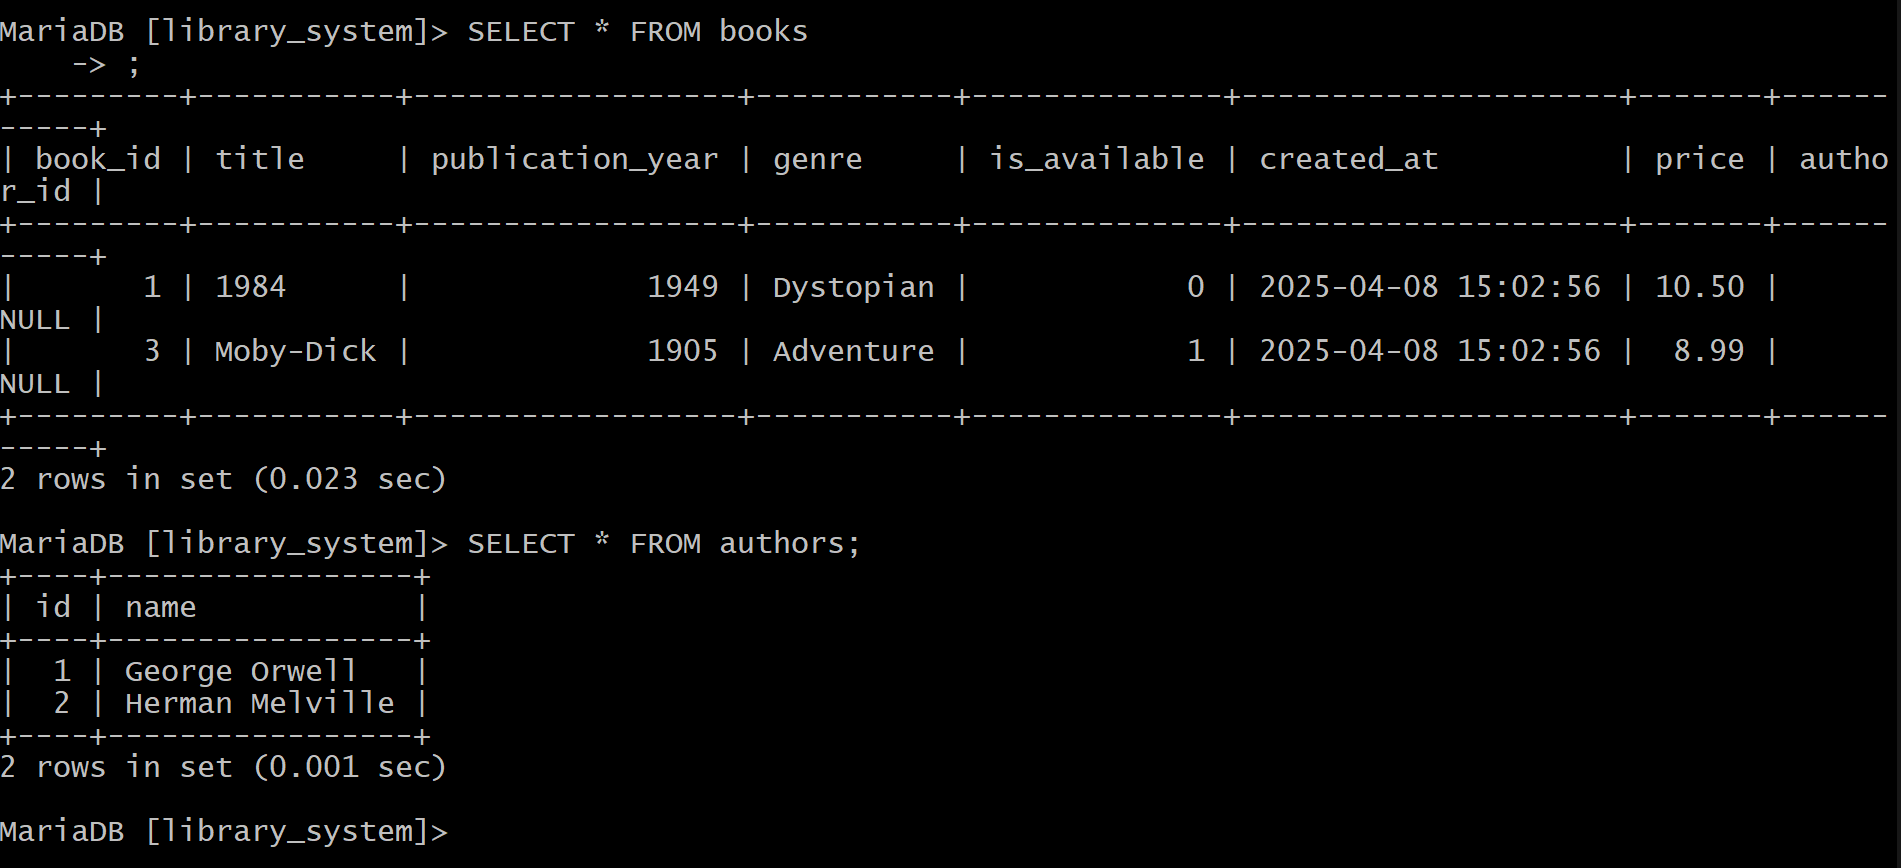 MariaDB [library_system]> SELECT * FROM books
    -> ;
+---------+-----------+------------------+-----------+--------------+---------------------+-------+------
-----+
| book_id | title     | publication_year | genre     | is_available | created_at          | price | autho
r_id |
+---------+-----------+------------------+-----------+--------------+---------------------+-------+------
-----+
|       1 | 1984      |             1949 | Dystopian |            0 | 2025-04-08 15:02:56 | 10.50 |
NULL |
|       3 | Moby-Dick |             1905 | Adventure |            1 | 2025-04-08 15:02:56 |  8.99 |
NULL |
+---------+-----------+------------------+-----------+--------------+---------------------+-------+------
-----+
2 rows in set (0.023 sec)

MariaDB [library_system]> SELECT * FROM authors;
+----+-----------------+
| id | name            |
+----+-----------------+
|  1 | George Orwell   |
|  2 | Herman Melville |
+----+-----------------+
2 rows in set (0.001 sec)

MariaDB [library_system]>